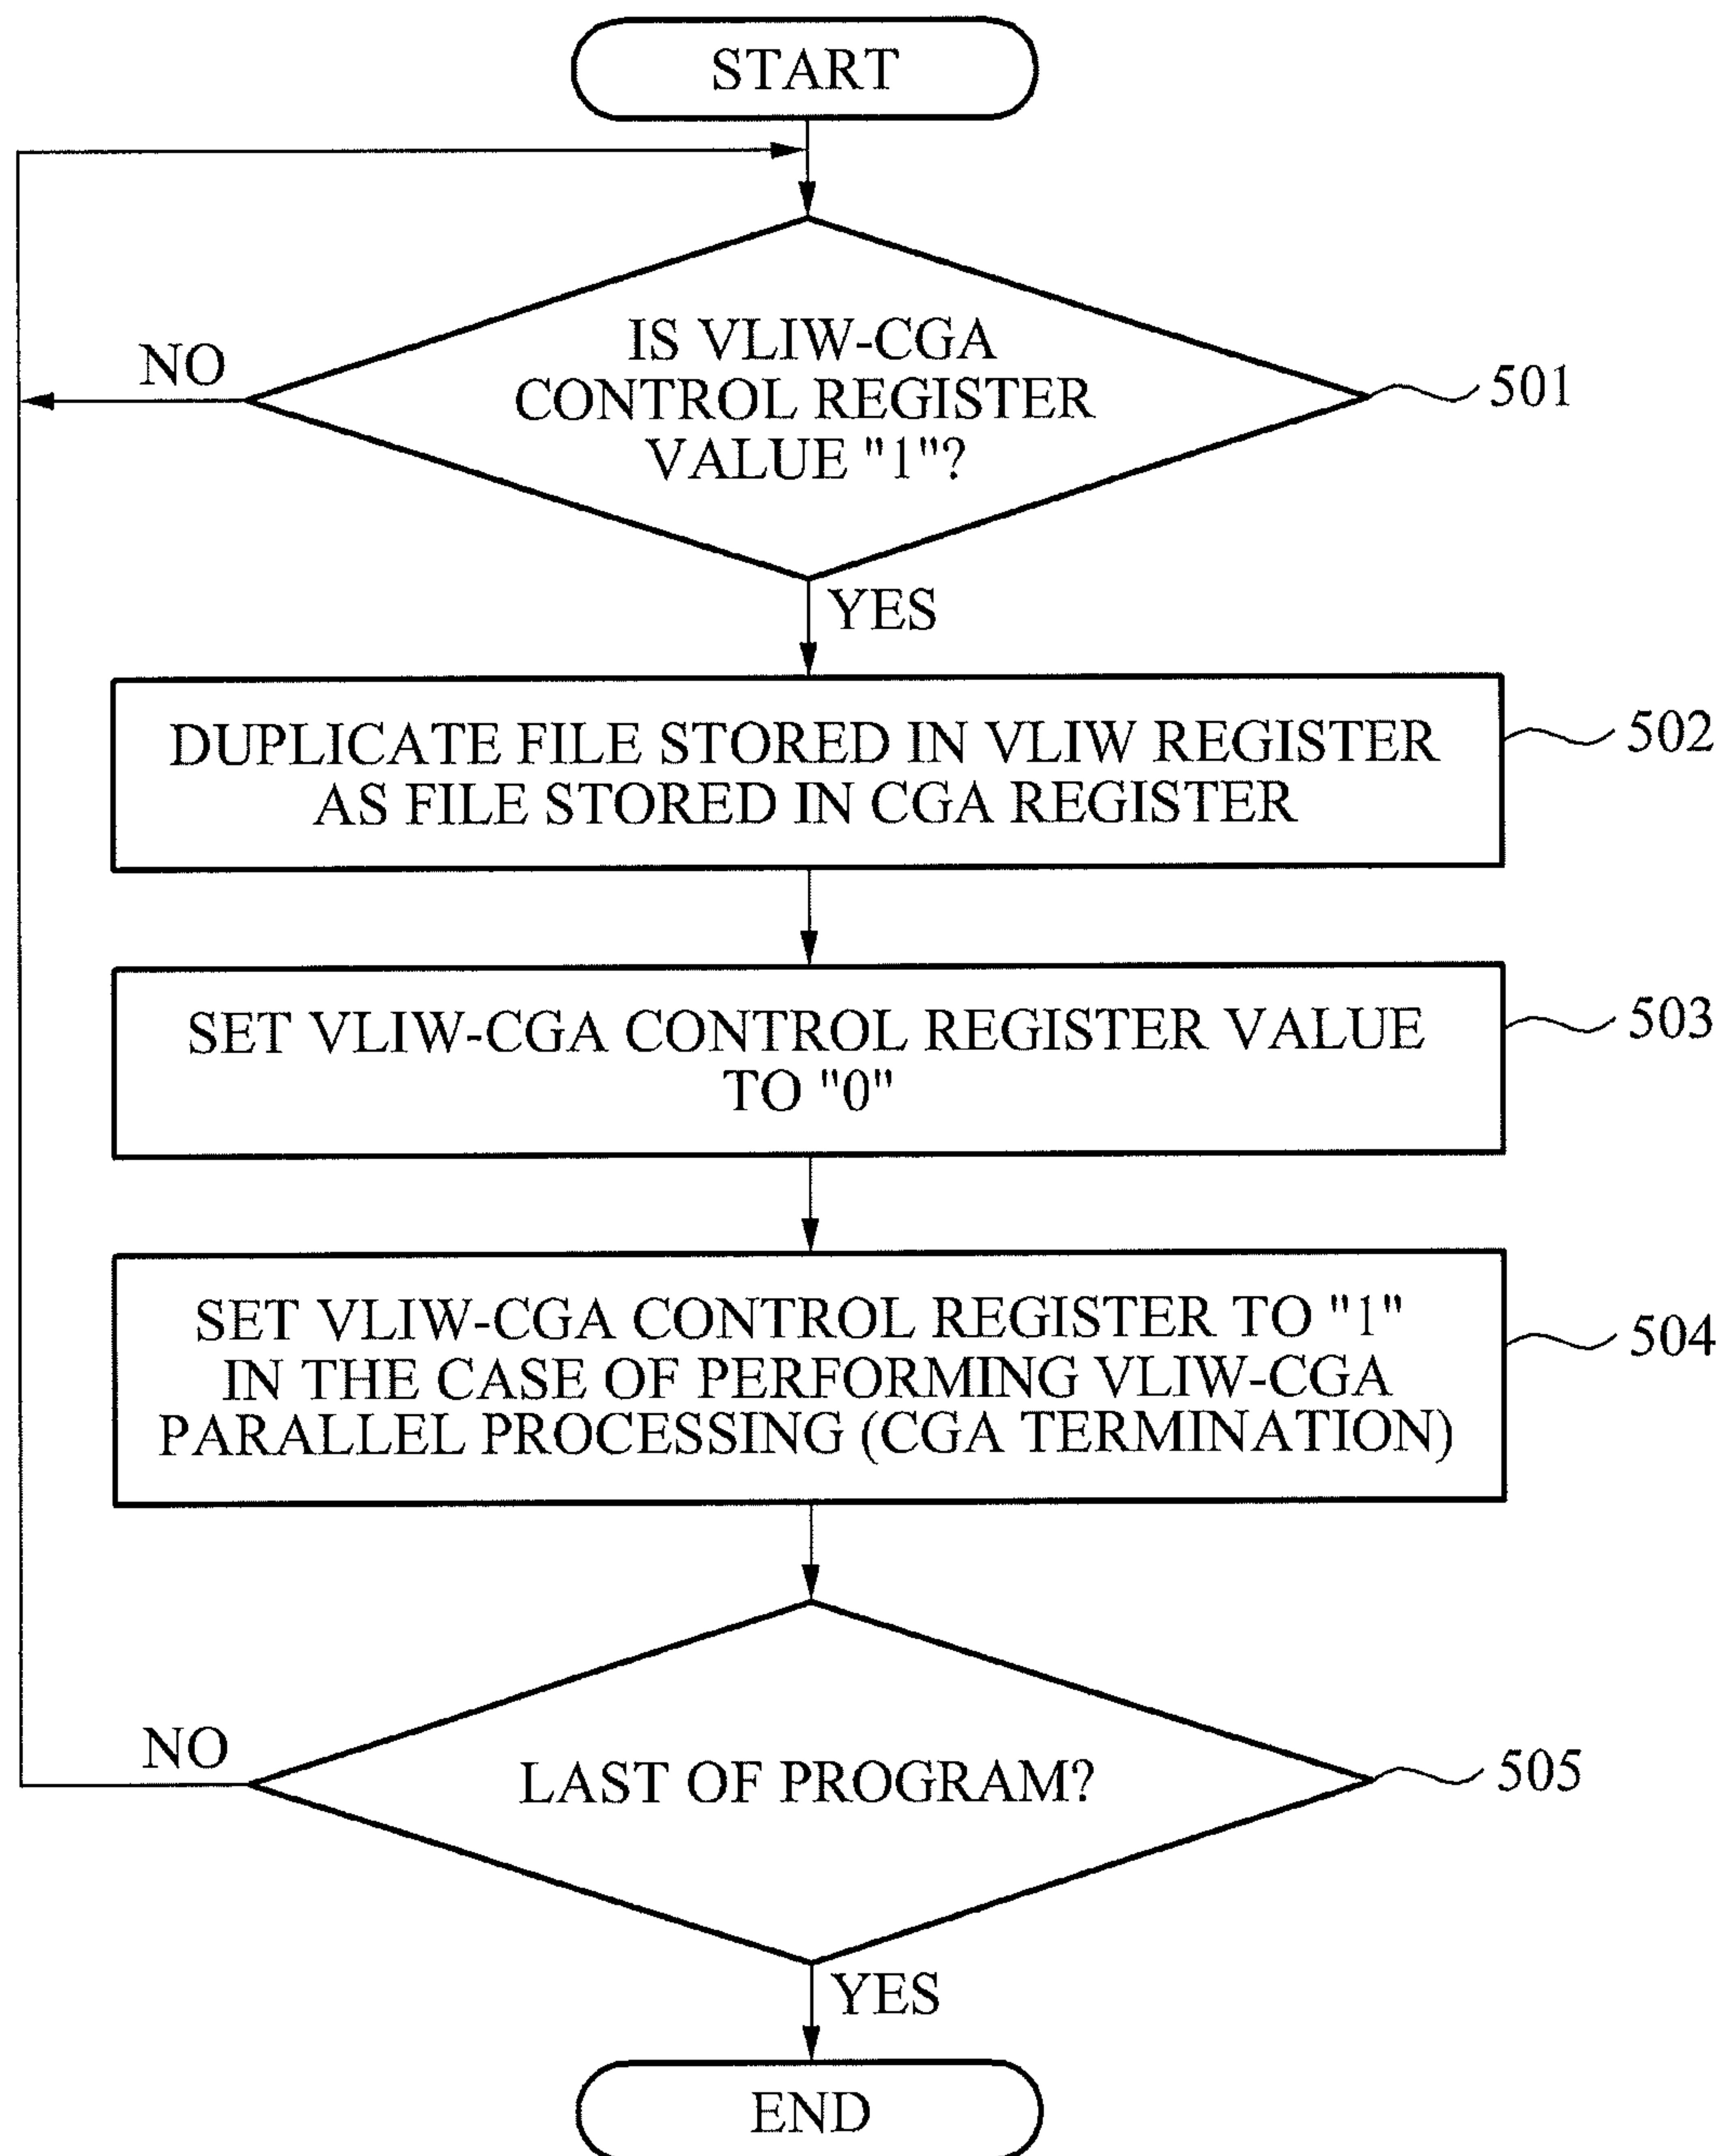 START
IS VLIW-CGA
CONTROL REGISTER
VALUE "1"?
NO
501
YES
DUPLICATE FILE STORED IN VLIW REGISTER
AS FILE STORED IN CGA REGISTER
502
SET VLIW-CGA CONTROL REGISTER VALUE
TO "0"
503
SET VLIW-CGA CONTROL REGISTER TO "1"
IN THE CASE OF PERFORMING VLIW-CGA
PARALLEL PROCESSING (CGA TERMINATION)
504
NO
LAST OF PROGRAM?
505
YES
END